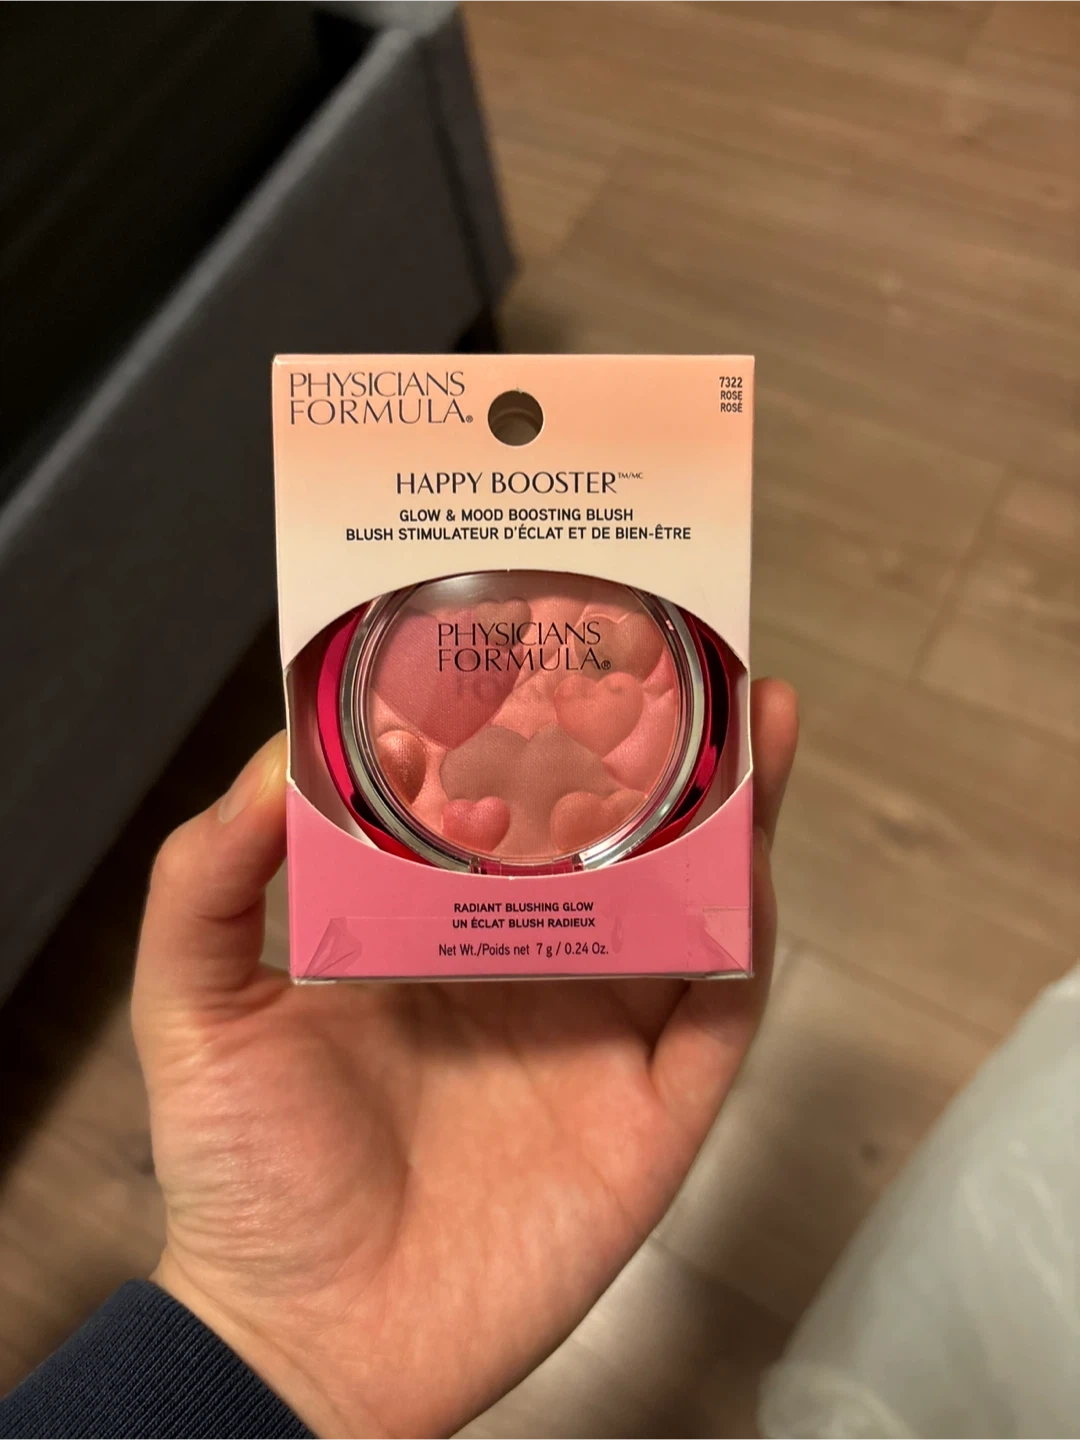 PHYSICIANS
FORMULA®
7322
ROSE
ROSÉ
HAPPY BOOSTER™/MC
GLOW & MOOD BOOSTING BLUSH
BLUSH STIMULATEUR D'ÉCLAT ET DE BIEN-ÊTRE
PHYSICIANS
FORMULA®
RADIANT BLUSHING GLOW
UN ÉCLAT BLUSH RADIEUX
Net Wt./Poids net 7 g / 0.24 Oz.